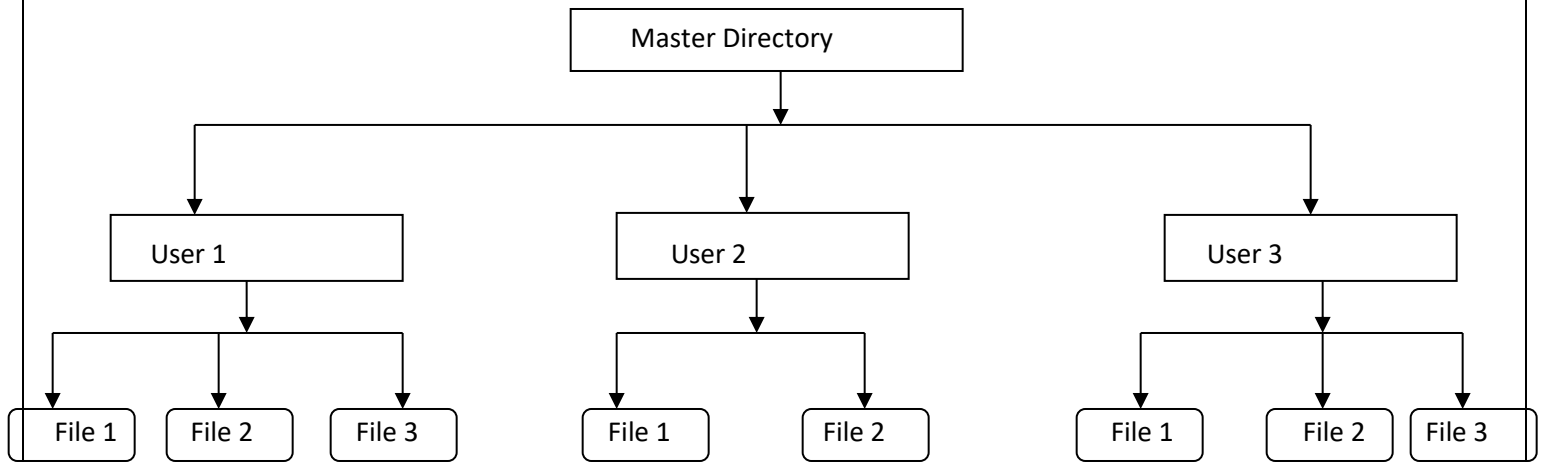 Master Directory
User 1 User 2 User 3
File 1 File 2 File 3 File 1 File 2 File 1 File 2 File 3